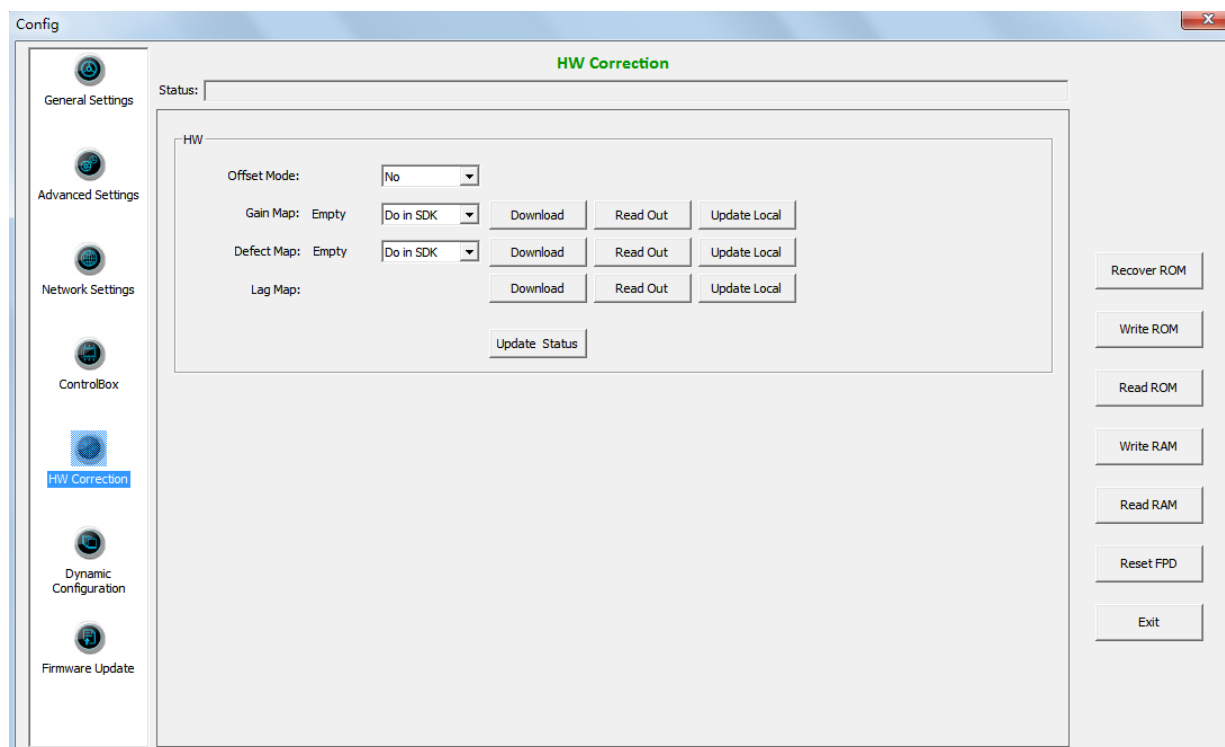 Config
General Settings
Advanced Settings
Network Settings
ControlBox
HW Correction
Dynamic
Configuration
Firmware Update
HW Correction
Status:
HW
Offset Mode: No
Gain Map: Empty Do in SDK Download Read Out Update Local
Defect Map: Empty Do in SDK Download Read Out Update Local
Lag Map: Download Read Out Update Local
Update Status
Recover ROM
Write ROM
Read ROM
Write RAM
Read RAM
Reset FPD
Exit